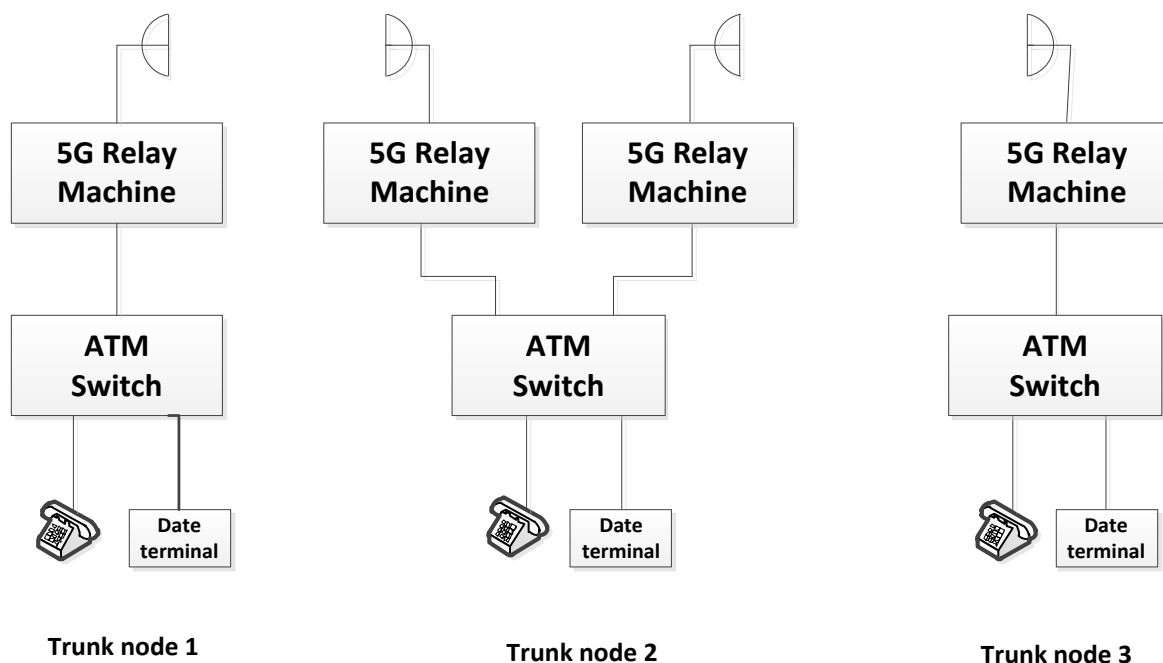 5G Relay
Machine
5G Relay
Machine
5G Relay
Machine
5G Relay
Machine
ATM
Switch
ATM
Switch
ATM
Switch
Date
terminal
Date
terminal
Date
terminal
Trunk node 1
Trunk node 2
Trunk node 3